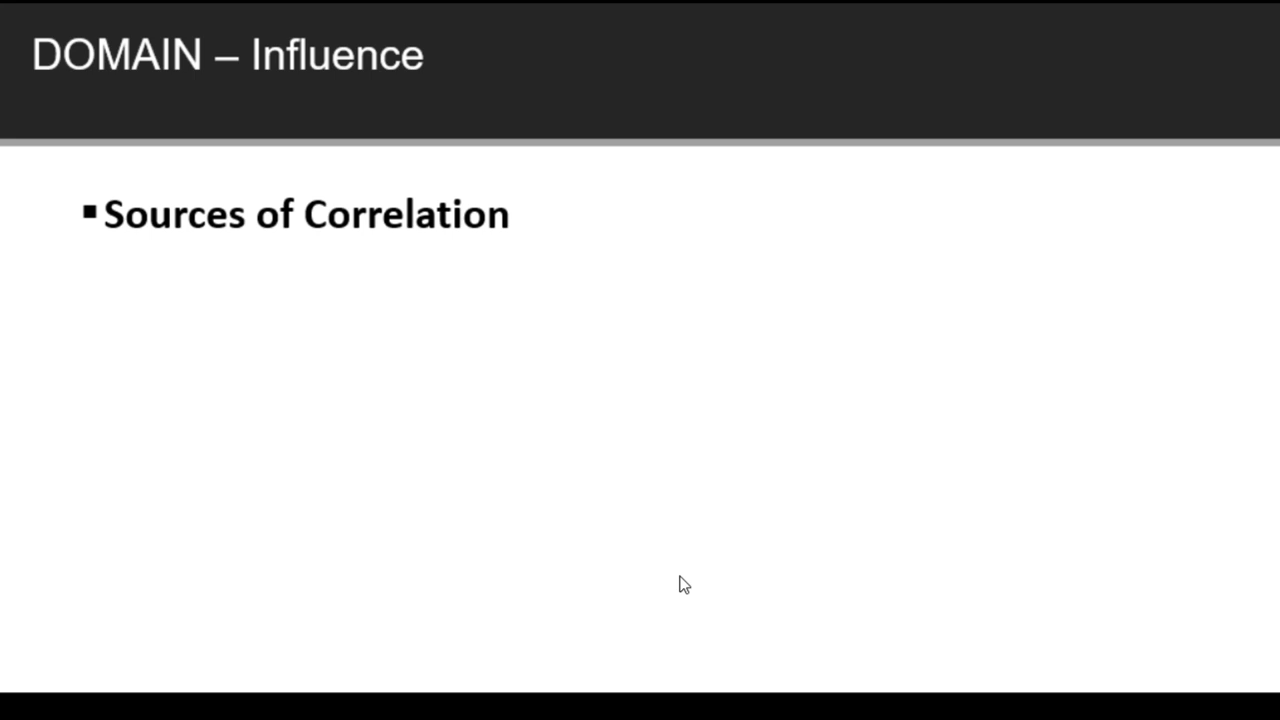 DOMAIN – Influence
▪Sources of Correlation